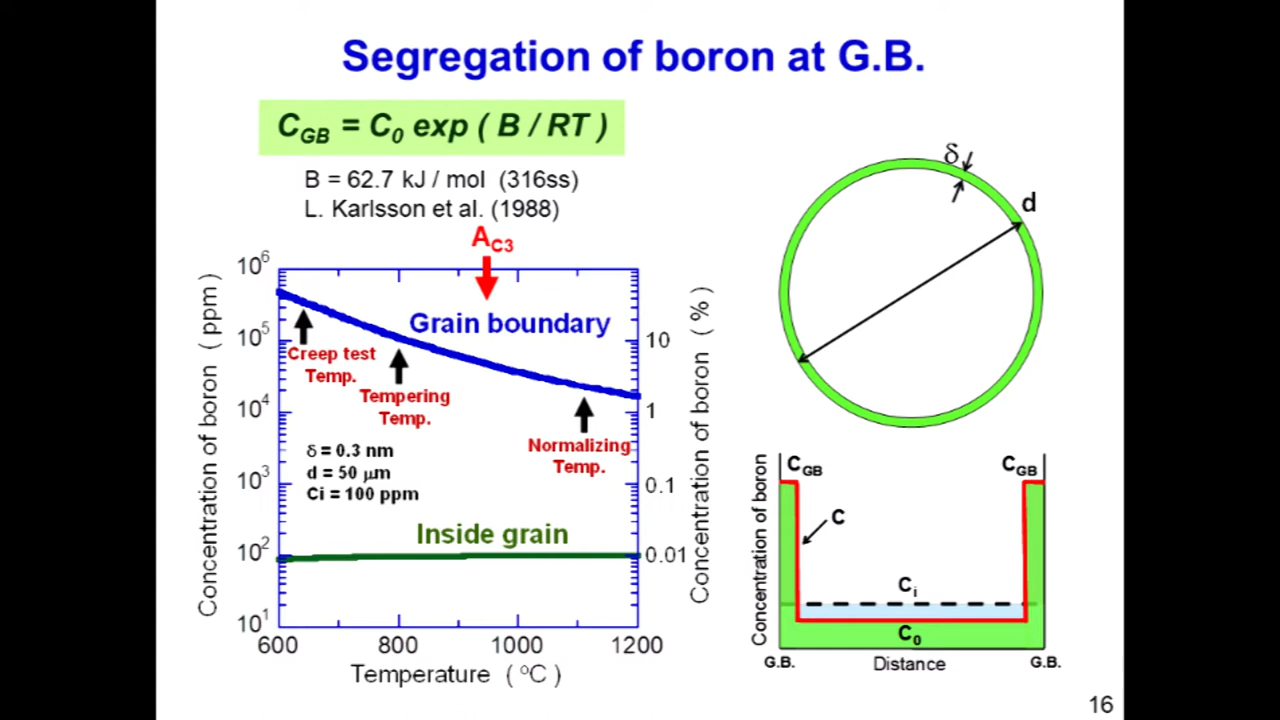 Segregation of boron at G.B.
C_GB = C_0 exp ( B / RT )
B = 62.7 kJ / mol (316ss)
L. Karlsson et al. (1988)
A_C3
Concentration of boron ( ppm )
10^6
10^5
10^4
10^3
10^2
10^1
Grain boundary
Creep test
Temp.
Tempering
Temp.
Normalizing
Temp.
δ = 0.3 nm
d = 50 μm
Ci = 100 ppm
Inside grain
10
1
0.1
0.01
Concentration of boron ( % )
600
800
1000
1200
Temperature ( °C )
δ
d
Concentration of boron
C_GB
C_GB
C
C_i
C_0
G.B.
Distance
G.B.
16